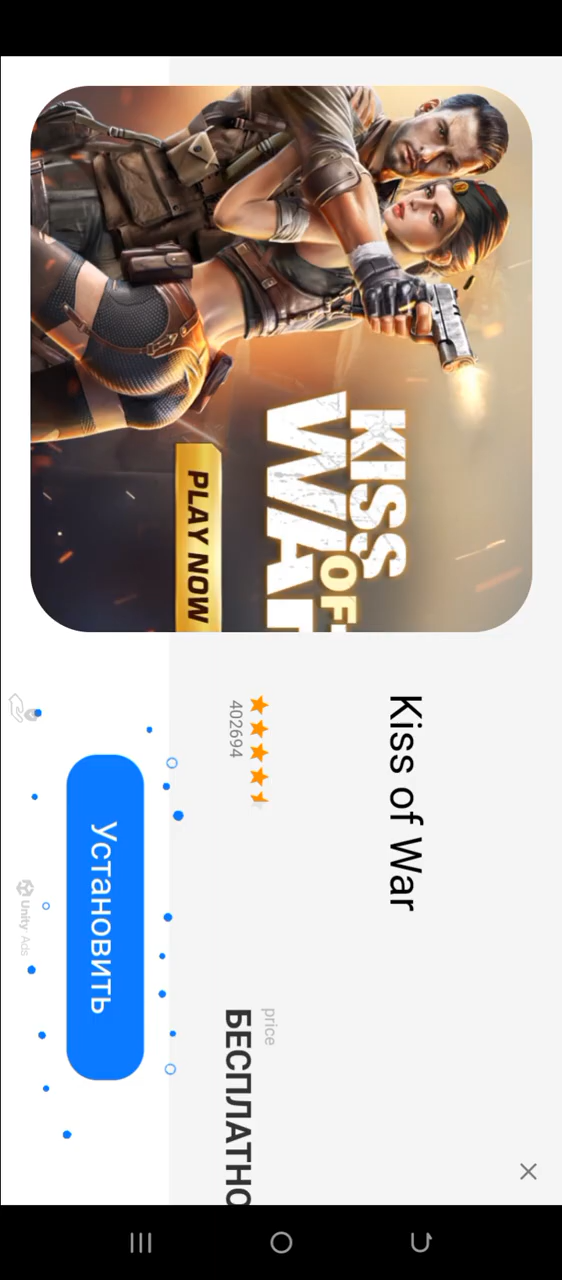 KISS
OF
WAR
PLAY NOW
Kiss of War
402694
price
БЕСПЛАТНО
Установить
Unity Ads